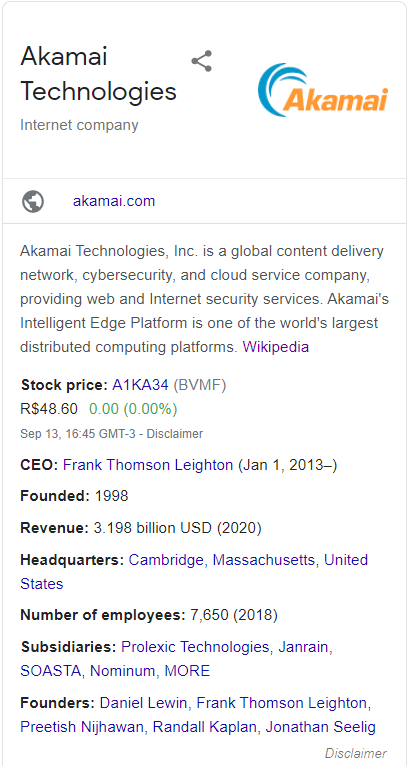 Akamai
Technologies
Akamai
Internet company
akamai.com
Akamai Technologies, Inc. is a global content delivery
network, cybersecurity, and cloud service company,
providing web and Internet security services. Akamai's
Intelligent Edge Platform is one of the world's largest
distributed computing platforms. Wikipedia
Stock price: A1KA34 (BVMF)
R$48.60 0.00 (0.00%)
Sep 13, 16:45 GMT-3 - Disclaimer
CEO: Frank Thomson Leighton (Jan 1, 2013–)
Founded: 1998
Revenue: 3.198 billion USD (2020)
Headquarters: Cambridge, Massachusetts, United
States
Number of employees: 7,650 (2018)
Subsidiaries: Prolexic Technologies, Janrain,
SOASTA, Nominum, MORE
Founders: Daniel Lewin, Frank Thomson Leighton,
Preetish Nijhawan, Randall Kaplan, Jonathan Seelig
Disclaimer